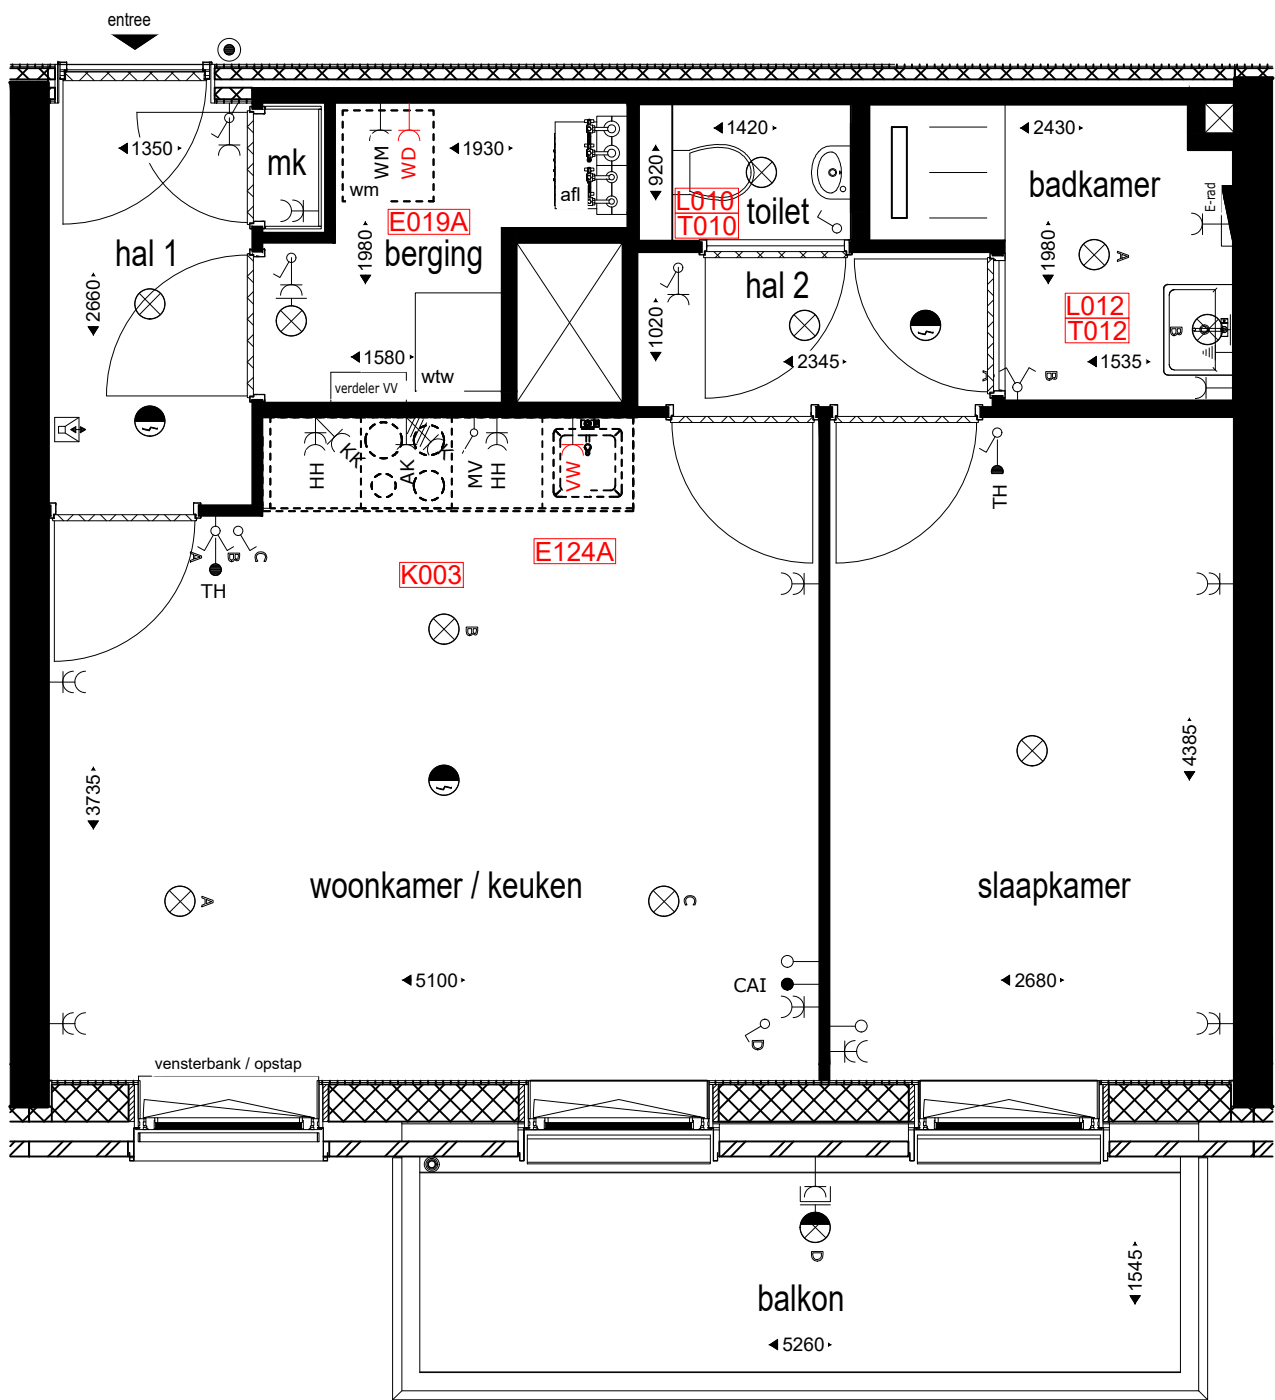 entree
1350
mk
WM
WD
wm
1930
afl
1420
920
L010
T010
toilet
2430
badkamer
E-rad
E019A
berging
1980
hal 1
2660
hal 2
1020
2345
1980
A
L012
T012
B
1535
1580
wtw
verdeler VV
A
B
HH
KK
AK
MV
HH
VW
TH
A
B
C
TH
K003
E124A
B
3735
4385
woonkamer / keuken
slaapkamer
A
C
5100
CAI
2680
D
vensterbank / opstap
D
1545
balkon
5260